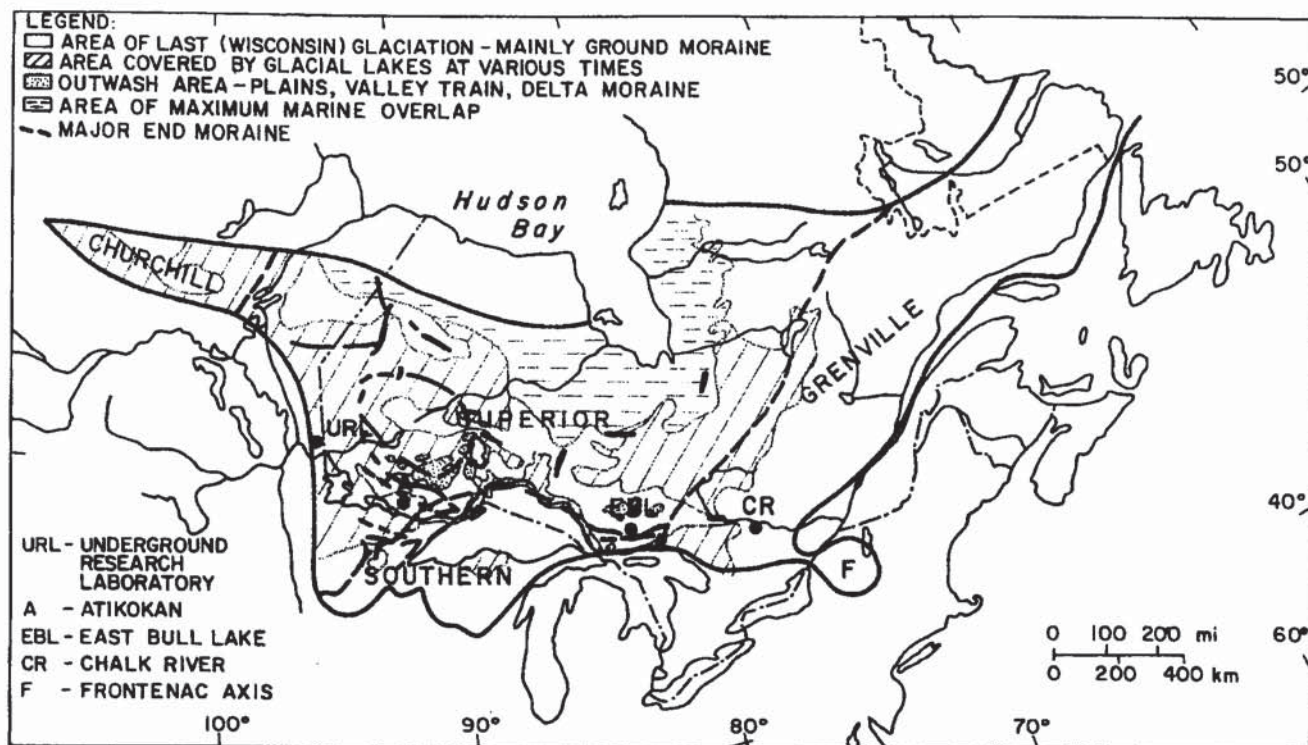 LEGEND:
AREA OF LAST (WISCONSIN) GLACIATION - MAINLY GROUND MORAINE
AREA COVERED BY GLACIAL LAKES AT VARIOUS TIMES
OUTWASH AREA - PLAINS, VALLEY TRAIN, DELTA MORAINE
AREA OF MAXIMUM MARINE OVERLAP
MAJOR END MORAINE
50°
50°
Hudson
Bay
CHURCHILD
GRENVILLE
SUPERIOR
URL
EBL
CR
40°
SOUTHERN
F
URL - UNDERGROUND
RESEARCH
LABORATORY
A - ATIKOKAN
EBL - EAST BULL LAKE
CR - CHALK RIVER
F - FRONTENAC AXIS
0 100 200 mi
0 200 400 km
60°
100°
90°
80°
70°